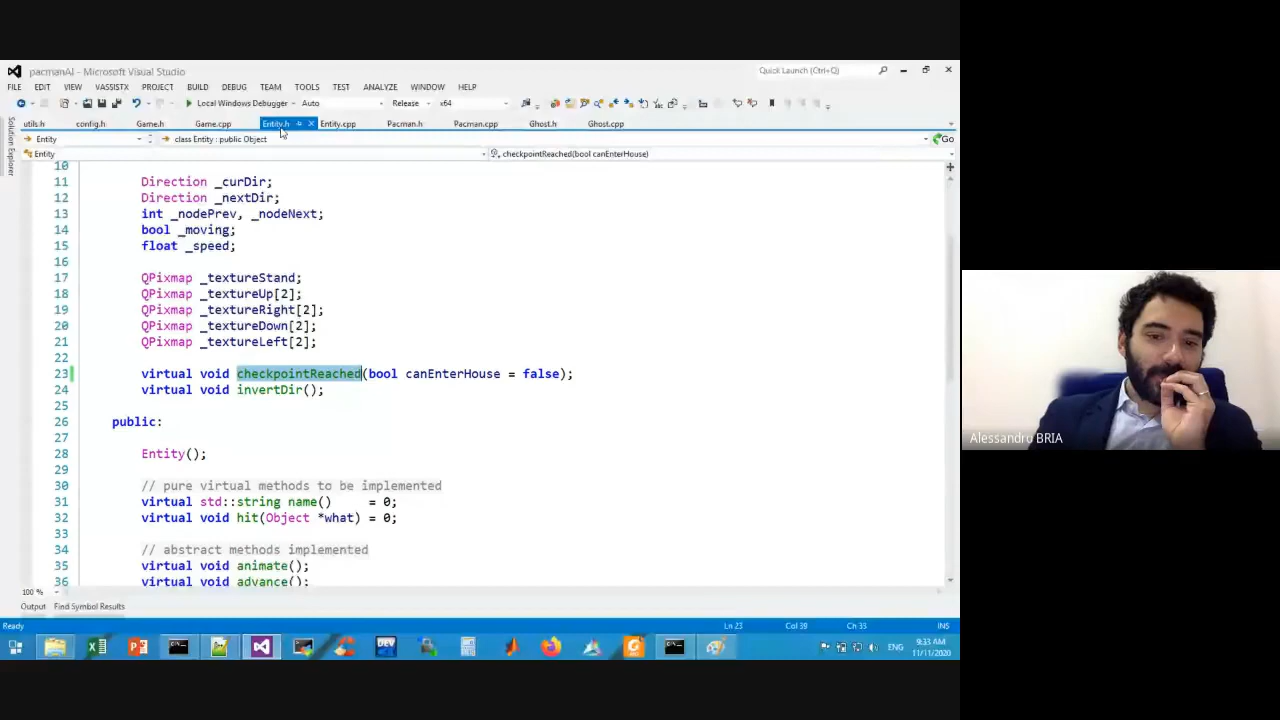 pacmanAI - Microsoft Visual Studio
Quick Launch (Ctrl+Q)
FILE EDIT VIEW VASSISTX PROJECT BUILD DEBUG TEAM TOOLS TEST ANALYZE WINDOW HELP
Local Windows Debugger Auto Release x64
utils.h config.h Game.h Game.cpp Entity.h Entity.cpp Pacman.h Pacman.cpp Ghost.h Ghost.cpp
Solution Explorer
Entity class Entity : public Object Go
Entity checkpointReached(bool canEnterHouse)
10
11 Direction _curDir;
12 Direction _nextDir;
13 int _nodePrev, _nodeNext;
14 bool _moving;
15 float _speed;
16
17 QPixmap _textureStand;
18 QPixmap _textureUp[2];
19 QPixmap _textureRight[2];
20 QPixmap _textureDown[2];
21 QPixmap _textureLeft[2];
22
23 virtual void checkpointReached(bool canEnterHouse = false);
24 virtual void invertDir();
25
26 public:
27
28 Entity();
29
30 // pure virtual methods to be implemented
31 virtual std::string name() = 0;
32 virtual void hit(Object *what) = 0;
33
34 // abstract methods implemented
35 virtual void animate();
36 virtual void advance();
100 %
Output Find Symbol Results
Ready Ln 23 Col 39 Ch 33 INS
DEV
ENG
9:33 AM
11/11/2020
Alessandro BRIA